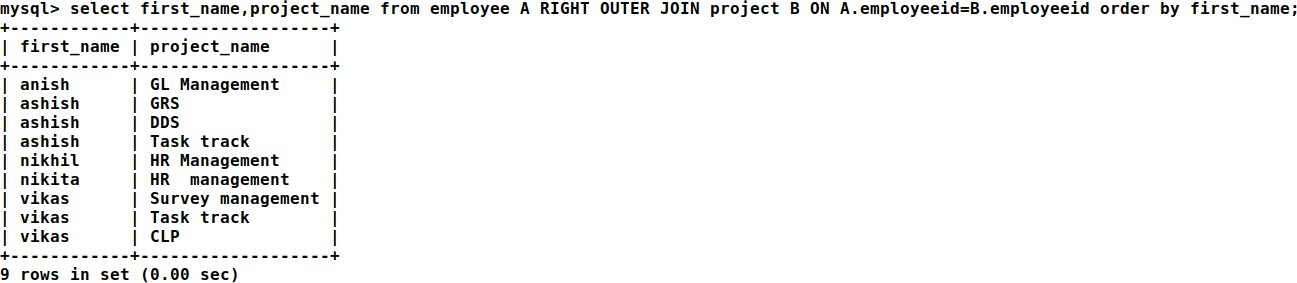 mysql> select first_name,project_name from employee A RIGHT OUTER JOIN project B ON A.employeeid=B.employeeid order by first_name;
+------------+-------------------+
| first_name | project_name      |
+------------+-------------------+
| anish      | GL Management     |
| ashish     | GRS               |
| ashish     | DDS               |
| ashish     | Task track        |
| nikhil     | HR Management     |
| nikita     | HR  management    |
| vikas      | Survey management |
| vikas      | Task track        |
| vikas      | CLP               |
+------------+-------------------+
9 rows in set (0.00 sec)